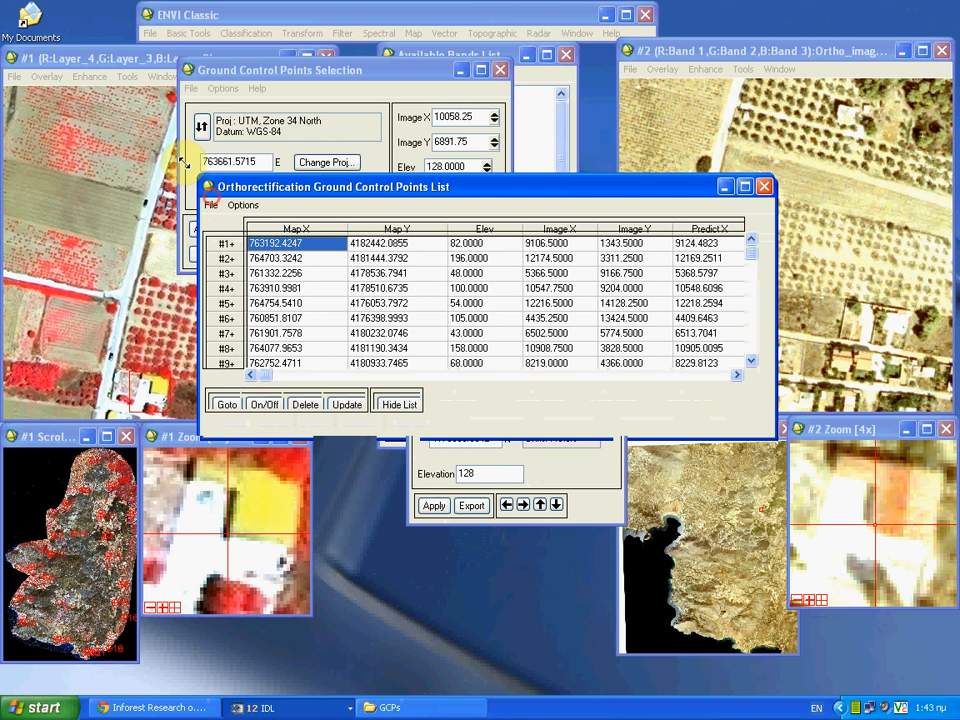 My Documents
ENVI Classic
File Basic Tools Classification Transform Filter Spectral Map Vector Topographic Radar Window Help
#1 (R:Layer_4,G:Layer_3,B:L
File Overlay Enhance Tools Window
Available Bands List
#2 (R:Band 1,G:Band 2,B:Band 3):Ortho_imag...
File Overlay Enhance Tools Window
Ground Control Points Selection
File Options Help
Proj : UTM, Zone 34 North
Datum: WGS-84
763661.5715 E Change Proj...
Image X 10058.25
Image Y 6891.75
Elev 128.0000
Orthorectification Ground Control Points List
File Options
Map X Map Y Elev Image X Image Y Predict X
#1+ 763192.4247 4182442.0855 82.0000 9106.5000 1343.5000 9124.4823
#2+ 764703.3242 4181444.3792 196.0000 12174.5000 3311.2500 12169.2511
#3+ 761332.2256 4178536.7941 48.0000 5366.5000 9166.7500 5368.5797
#4+ 763910.9981 4178510.6735 100.0000 10547.7500 9204.0000 10548.6096
#5+ 764754.5410 4176053.7972 54.0000 12216.5000 14128.2500 12218.2594
#6+ 760851.8107 4176398.9993 105.0000 4435.2500 13424.5000 4409.6463
#7+ 761901.7578 4180232.0746 43.0000 6502.5000 5774.5000 6513.7041
#8+ 764077.9653 4181190.3434 158.0000 10908.7500 3828.5000 10905.0095
#9+ 762752.4711 4180933.7465 68.0000 8219.0000 4366.0000 8229.8123
Goto On/Off Delete Update Hide List
#1 Scrol...
#1 Zoo
#2 Zoom [4x]
Elevation 128
Apply Export
start
Inforest Research o....
12 IDL
GCPs
EN
1:43 πμ